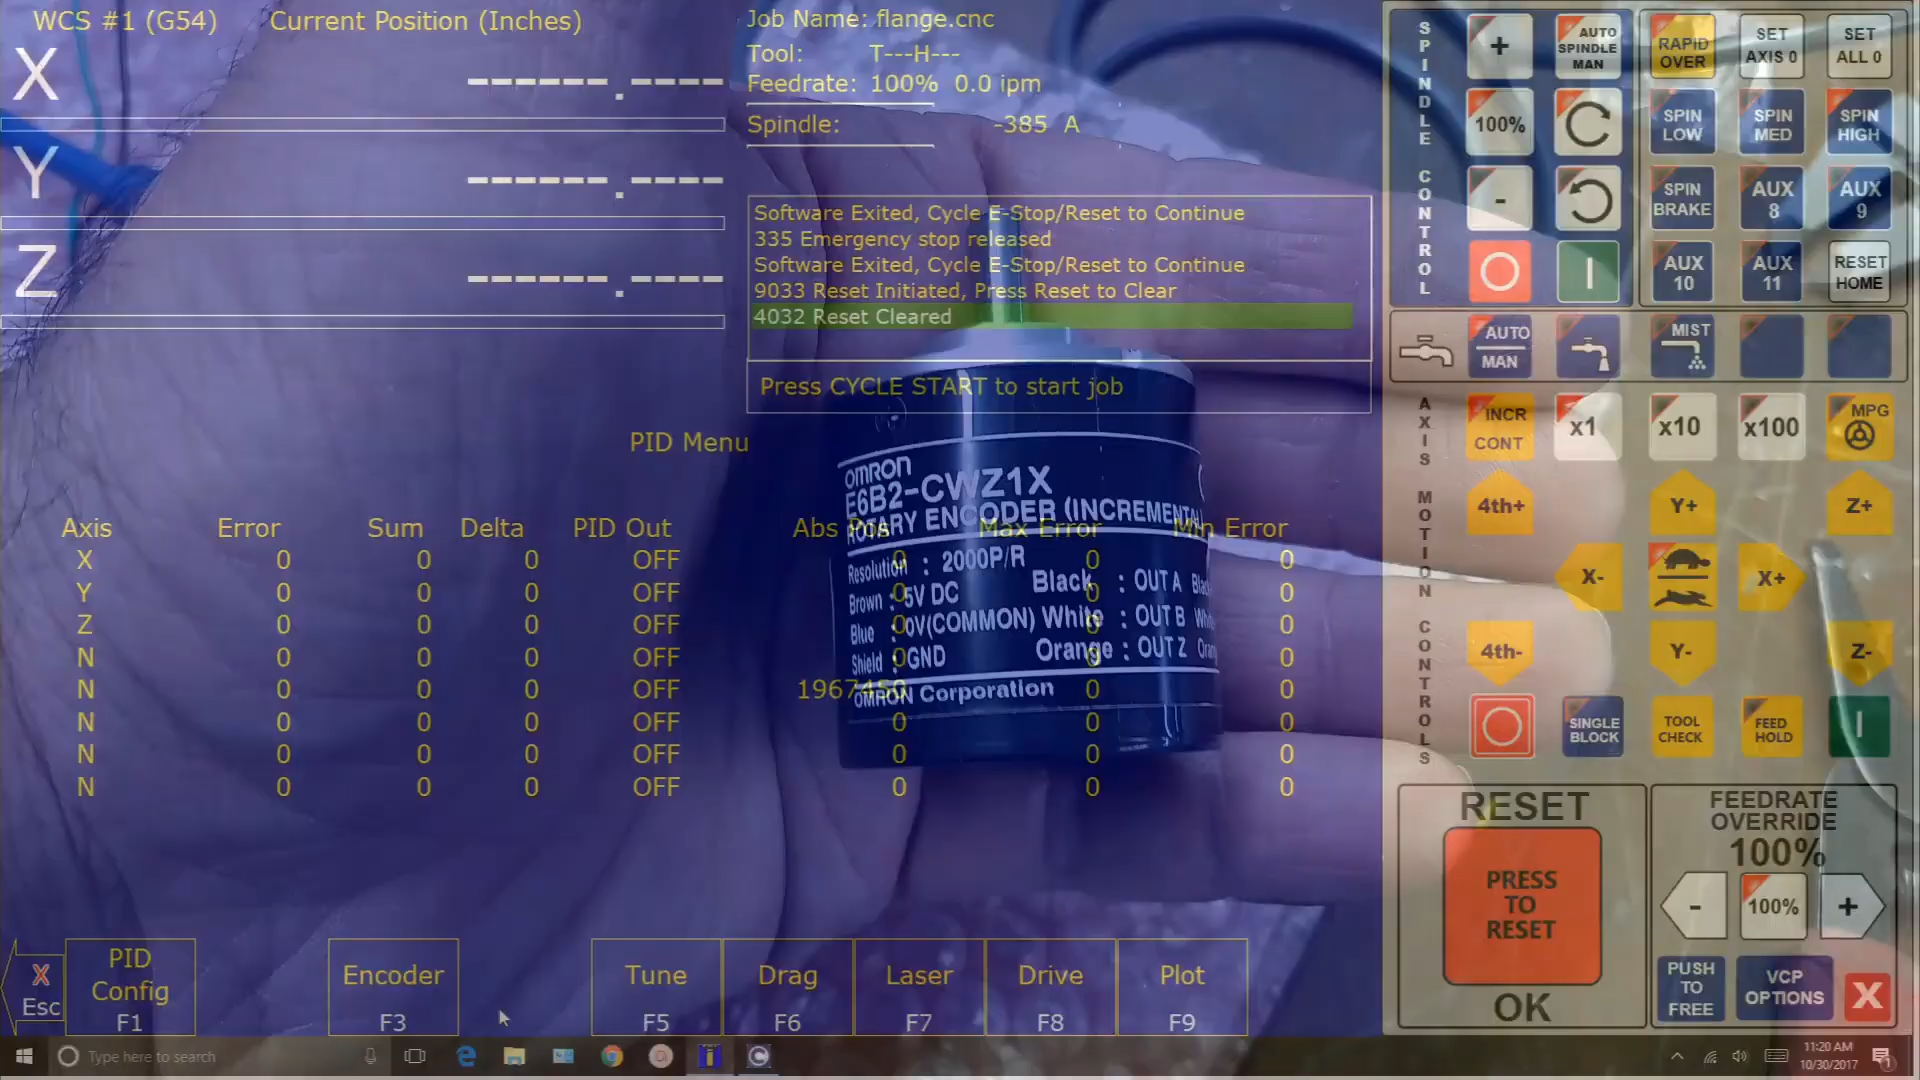 WCS #1 (G54) Current Position (Inches)
X
Y
Z
Job Name: flange.cnc
Tool: T---H---
Feedrate: 100% 0.0 ipm
Spindle: -385 A
Software Exited, Cycle E-Stop/Reset to Continue
335 Emergency stop released
Software Exited, Cycle E-Stop/Reset to Continue
9033 Reset Initiated, Press Reset to Clear
4032 Reset Cleared
Press CYCLE START to start job
PID Menu
Axis Error Sum Delta PID Out Abs Pos Max Error Min Error
X 0 0 0 OFF 0 0 0
Y 0 0 0 OFF 0 0 0
Z 0 0 0 OFF 0 0 0
N 0 0 0 OFF 0 0 0
N 0 0 0 OFF 0 0
N 0 0 0 OFF 0 0 0
N 0 0 0 OFF 0 0 0
N 0 0 0 OFF 0 0 0
OMRON
E6B2-CWZ1X
ROTARY ENCODER (INCREMENTAL
Resolution : 2000P/R
Brown : 5V DC
Black : OUT A
Blue : 0V(COMMON)
White : OUT B
Shield : GND
Orange : OUT Z
OMRON Corporation
X
Esc
PID
Config
F1
Encoder
F3
Tune
F5
Drag
F6
Laser
F7
Drive
F8
Plot
F9
SPINDLE CONTROL
+
AUTO
SPINDLE
MAN
RAPID
OVER
SET
AXIS 0
SET
ALL 0
100%
SPIN
LOW
SPIN
MED
SPIN
HIGH
-
SPIN
BRAKE
AUX
8
AUX
9
AUX
10
AUX
11
RESET
HOME
AUTO
MAN
MIST
AXIS MOTION CONTROLS
INCR
CONT
x1
x10
x100
MPG
4th+
Y+
Z+
X-
X+
4th-
Y-
Z-
SINGLE
BLOCK
TOOL
CHECK
FEED
HOLD
RESET
PRESS
TO
RESET
OK
FEEDRATE
OVERRIDE
100%
-
100%
+
PUSH
TO
FREE
VCP
OPTIONS
X
Type here to search
11:20 AM
10/30/2017
1